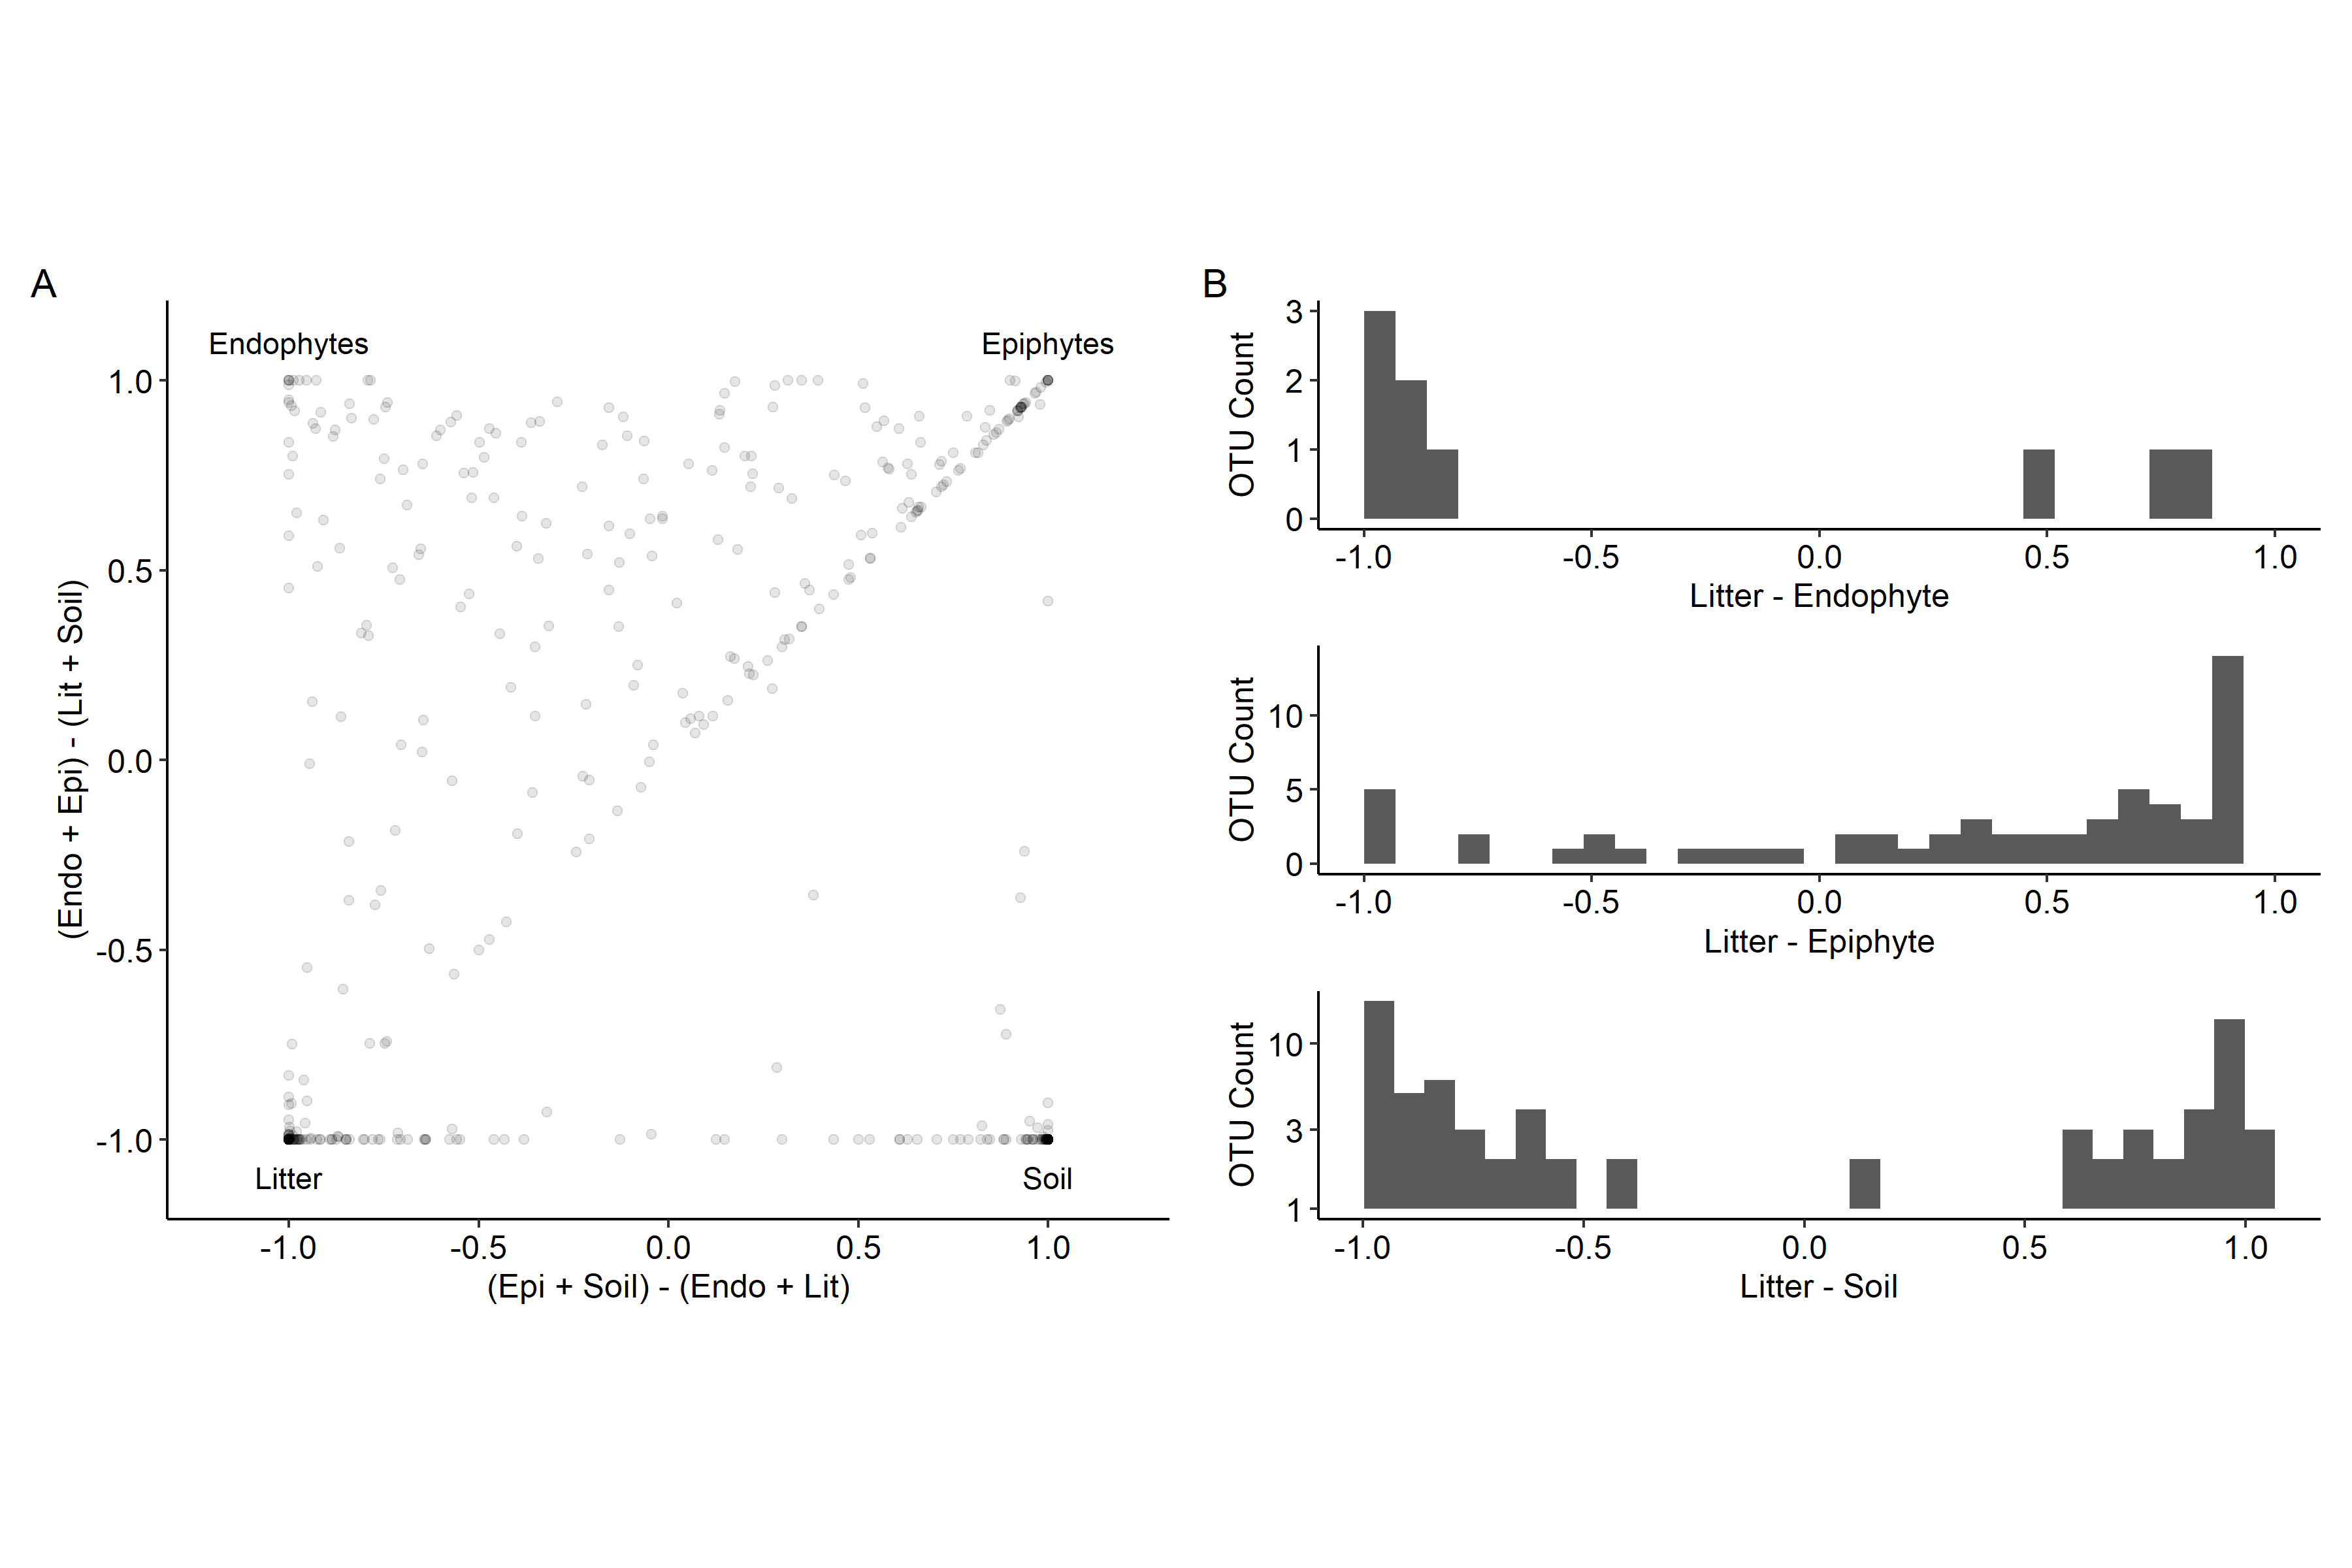 A
Endophytes
Epiphytes
1.0
0.5
0.0
-0.5
-1.0
(Endo + Epi) - (Lit + Soil)
Litter
Soil
-1.0 -0.5 0.0 0.5 1.0
(Epi + Soil) - (Endo + Lit)
B
3
2
1
0
OTU Count
-1.0 -0.5 0.0 0.5 1.0
Litter - Endophyte
10
5
0
OTU Count
-1.0 -0.5 0.0 0.5 1.0
Litter - Epiphyte
10
3
1
OTU Count
-1.0 -0.5 0.0 0.5 1.0
Litter - Soil